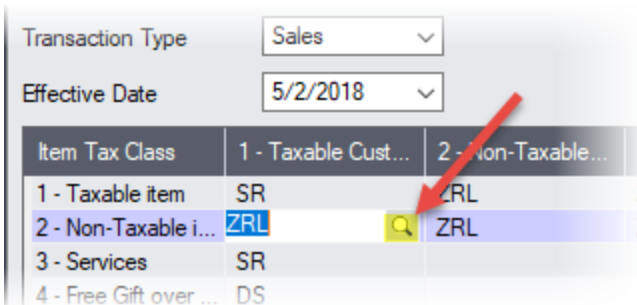 Transaction Type Sales
Effective Date 5/2/2018
Item Tax Class 1 - Taxable Cust... 2 - Non-Taxable...
1 - Taxable item SR ZRL
2 - Non-Taxable i... ZRL ZRL
3 - Services SR
4 - Free Gift over ... DS